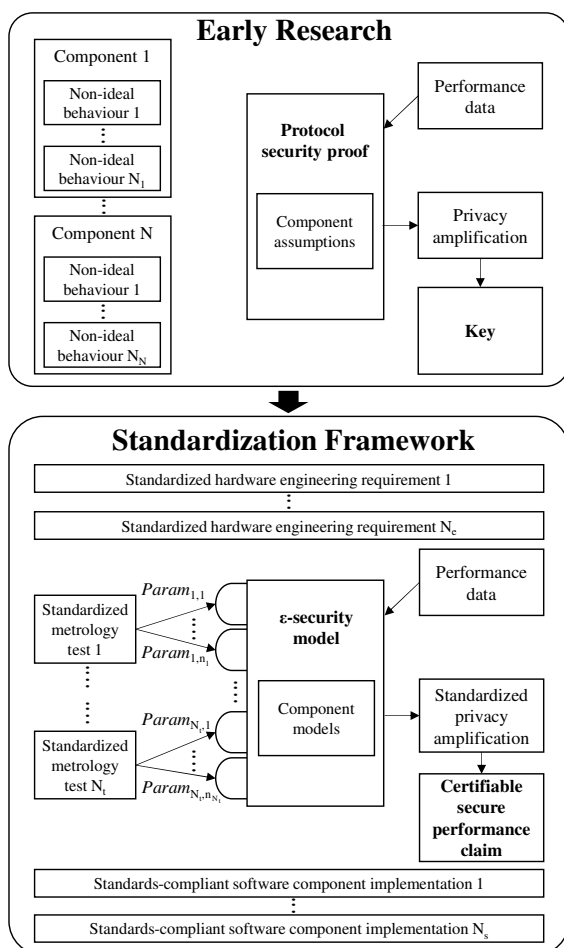 Early Research
Component 1
Non-ideal
behaviour 1
Non-ideal
behaviour N1
Component N
Non-ideal
behaviour 1
Non-ideal
behaviour NN
Protocol
security proof
Component
assumptions
Performance
data
Privacy
amplification
Key
Standardization Framework
Standardized hardware engineering requirement 1
Standardized hardware engineering requirement Ne
Standardized
metrology
test 1
Standardized
metrology
test Nt
Param1,1
Param1,n1
ParamNt,1
ParamNt,nNt
ε-security
model
Component
models
Performance
data
Standardized
privacy
amplification
Certifiable
secure
performance
claim
Standards-compliant software component implementation 1
Standards-compliant software component implementation Ns